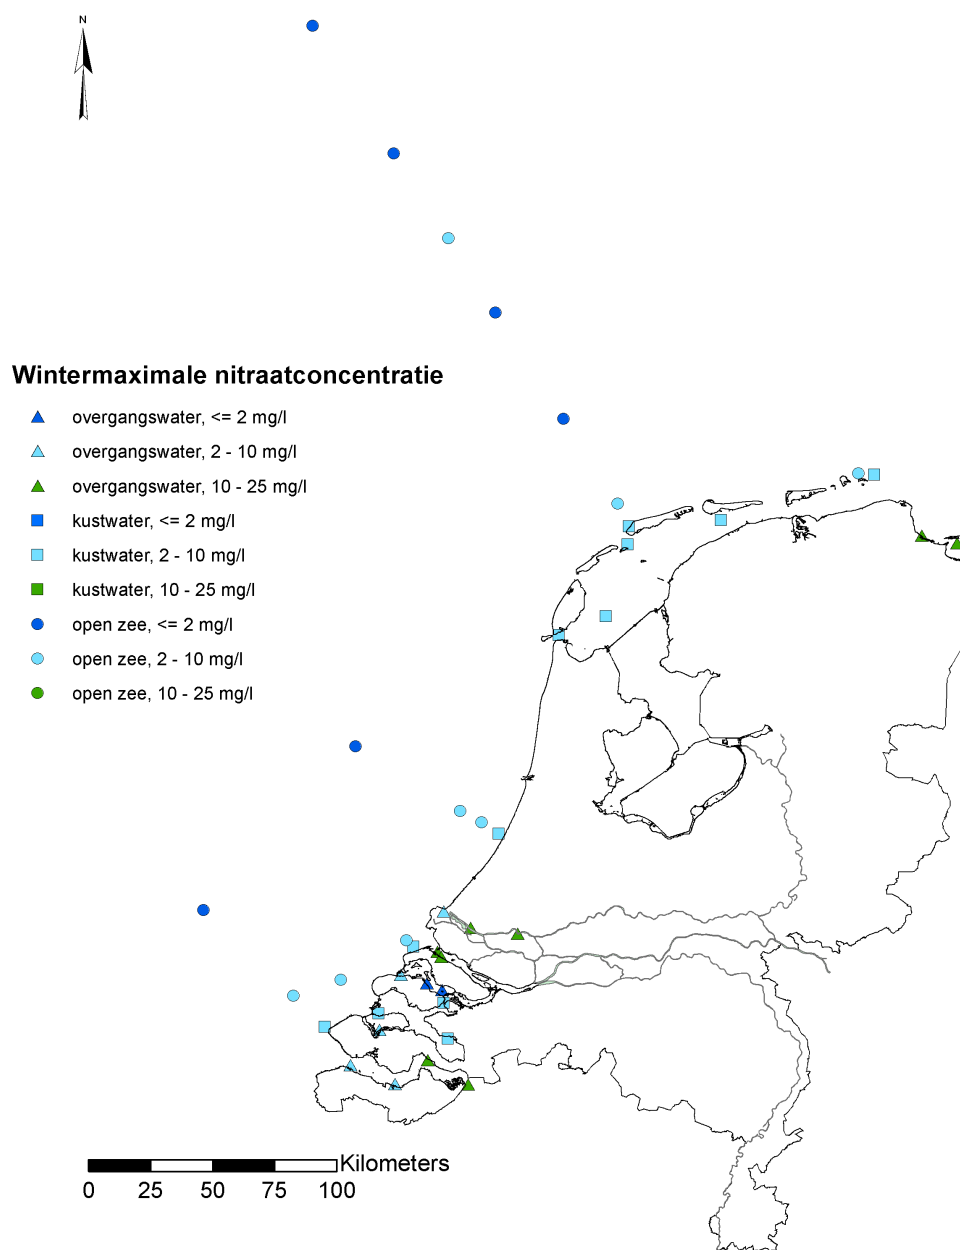 N
Wintermaximale nitraatconcentratie
overgangswater, <= 2 mg/l
overgangswater, 2 - 10 mg/l
overgangswater, 10 - 25 mg/l
kustwater, <= 2 mg/l
kustwater, 2 - 10 mg/l
kustwater, 10 - 25 mg/l
open zee, <= 2 mg/l
open zee, 2 - 10 mg/l
open zee, 10 - 25 mg/l
Kilometers
0 25 50 75 100